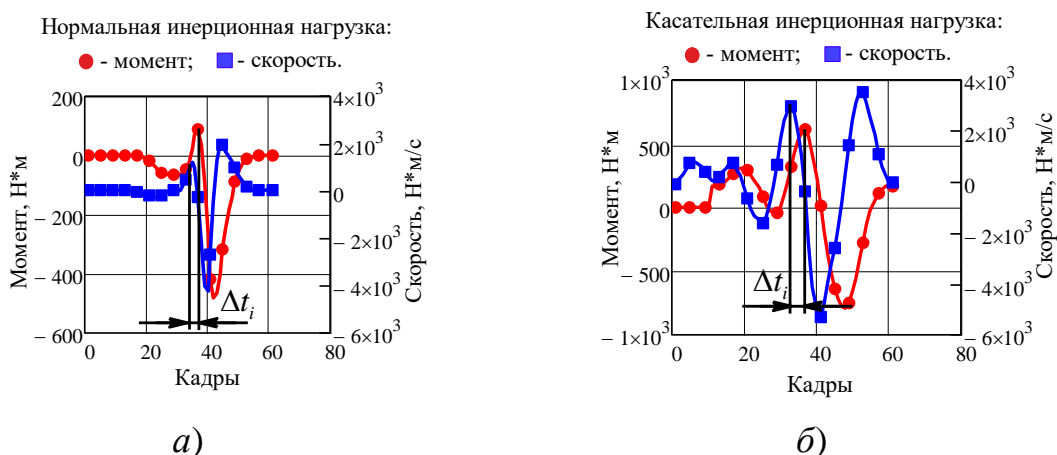 Нормальная инерционная нагрузка:
- момент; - скорость.
Момент, Н*м
200
0
− 200
− 400
− 600
4×10³
2×10³
0
− 2×10³
− 4×10³
− 6×10³
Скорость, Н*м/с
Δtᵢ
0 20 40 60 80
Кадры
а)
Касательная инерционная нагрузка:
- момент; - скорость.
Момент, Н*м
1×10³
500
0
− 500
− 1×10³
4×10³
2×10³
0
− 2×10³
− 4×10³
− 6×10³
Скорость, Н*м/с
Δtᵢ
0 20 40 60 80
Кадры
б)